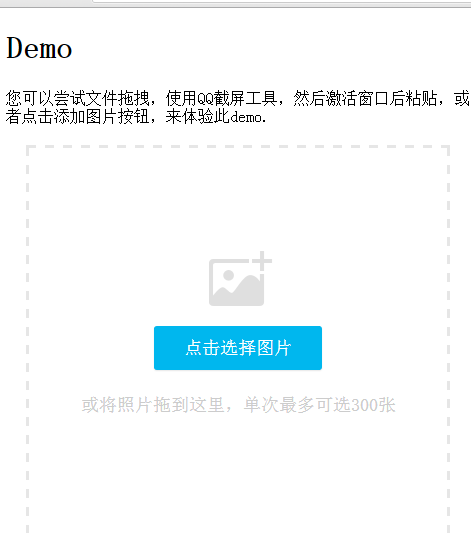 Demo
您可以尝试文件拖拽，使用QQ截屏工具，然后激活窗口后粘贴，或
者点击添加图片按钮，来体验此demo.
点击选择图片
或将照片拖到这里，单次最多可选300张